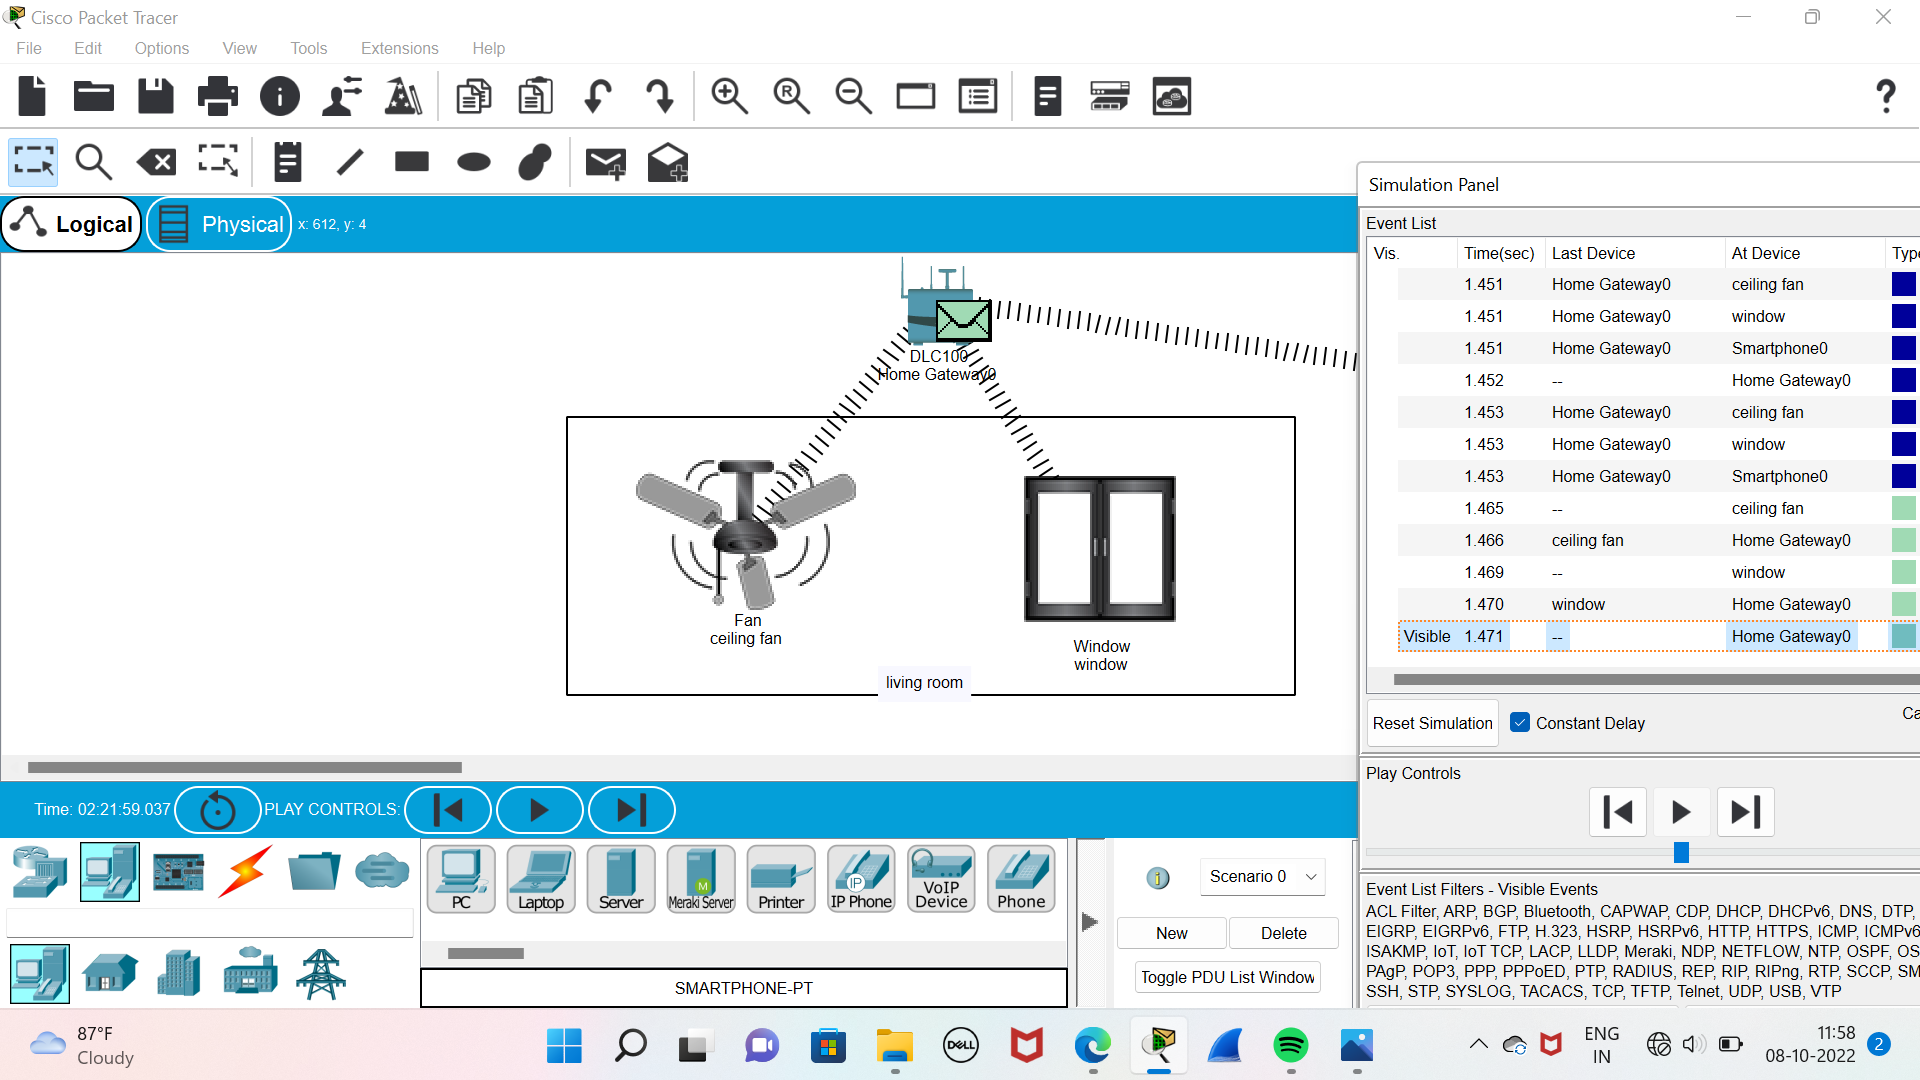 Cisco Packet Tracer
File Edit Options View Tools Extensions Help
R
?
Logical Physical x: 612, y: 4
DLC100
Home Gateway0
Fan
ceiling fan
Window
window
living room
Simulation Panel
Event List
Vis. Time(sec) Last Device At Device Type
1.451 Home Gateway0 ceiling fan
1.451 Home Gateway0 window
1.451 Home Gateway0 Smartphone0
1.452 -- Home Gateway0
1.453 Home Gateway0 ceiling fan
1.453 Home Gateway0 window
1.453 Home Gateway0 Smartphone0
1.465 -- ceiling fan
1.466 ceiling fan Home Gateway0
1.469 -- window
1.470 window Home Gateway0
Visible 1.471 -- Home Gateway0
Reset Simulation Constant Delay Ca
Play Controls
Event List Filters - Visible Events
ACL Filter, ARP, BGP, Bluetooth, CAPWAP, CDP, DHCP, DHCPv6, DNS, DTP,
EIGRP, EIGRPv6, FTP, H.323, HSRP, HSRPv6, HTTP, HTTPS, ICMP, ICMPv6
ISAKMP, IoT, IoT TCP, LACP, LLDP, Meraki, NDP, NETFLOW, NTP, OSPF, OS
PAgP, POP3, PPP, PPPoED, PTP, RADIUS, REP, RIP, RIPng, RTP, SCCP, SM
SSH, STP, SYSLOG, TACACS, TCP, TFTP, Telnet, UDP, USB, VTP
Time: 02:21:59.037 PLAY CONTROLS:
PC Laptop Server Meraki Server Printer IP Phone VoIP Device Phone
M
IP
SMARTPHONE-PT
Scenario 0
New Delete
Toggle PDU List Window
87°F
Cloudy
DELL
ENG
IN
11:58
08-10-2022
2